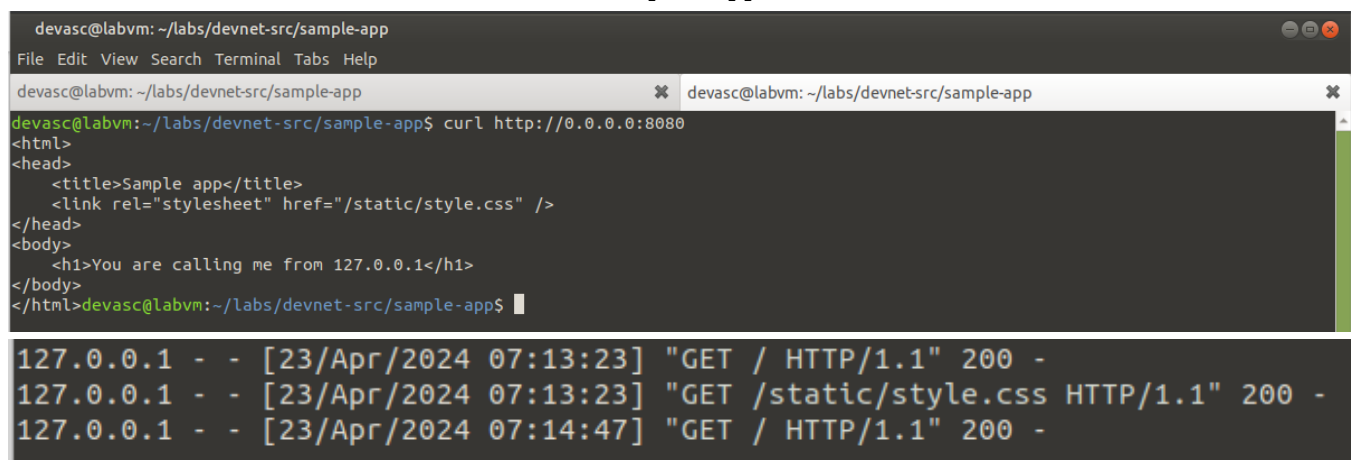 devasc@labvm: ~/labs/devnet-src/sample-app
File Edit View Search Terminal Tabs Help
devasc@labvm: ~/labs/devnet-src/sample-app
devasc@labvm: ~/labs/devnet-src/sample-app
devasc@labvm:~/labs/devnet-src/sample-app$ curl http://0.0.0.0:8080
<html>
<head>
    <title>Sample app</title>
    <link rel="stylesheet" href="/static/style.css" />
</head>
<body>
    <h1>You are calling me from 127.0.0.1</h1>
</body>
</html>devasc@labvm:~/labs/devnet-src/sample-app$
127.0.0.1 - - [23/Apr/2024 07:13:23] "GET / HTTP/1.1" 200 -
127.0.0.1 - - [23/Apr/2024 07:13:23] "GET /static/style.css HTTP/1.1" 200 -
127.0.0.1 - - [23/Apr/2024 07:14:47] "GET / HTTP/1.1" 200 -